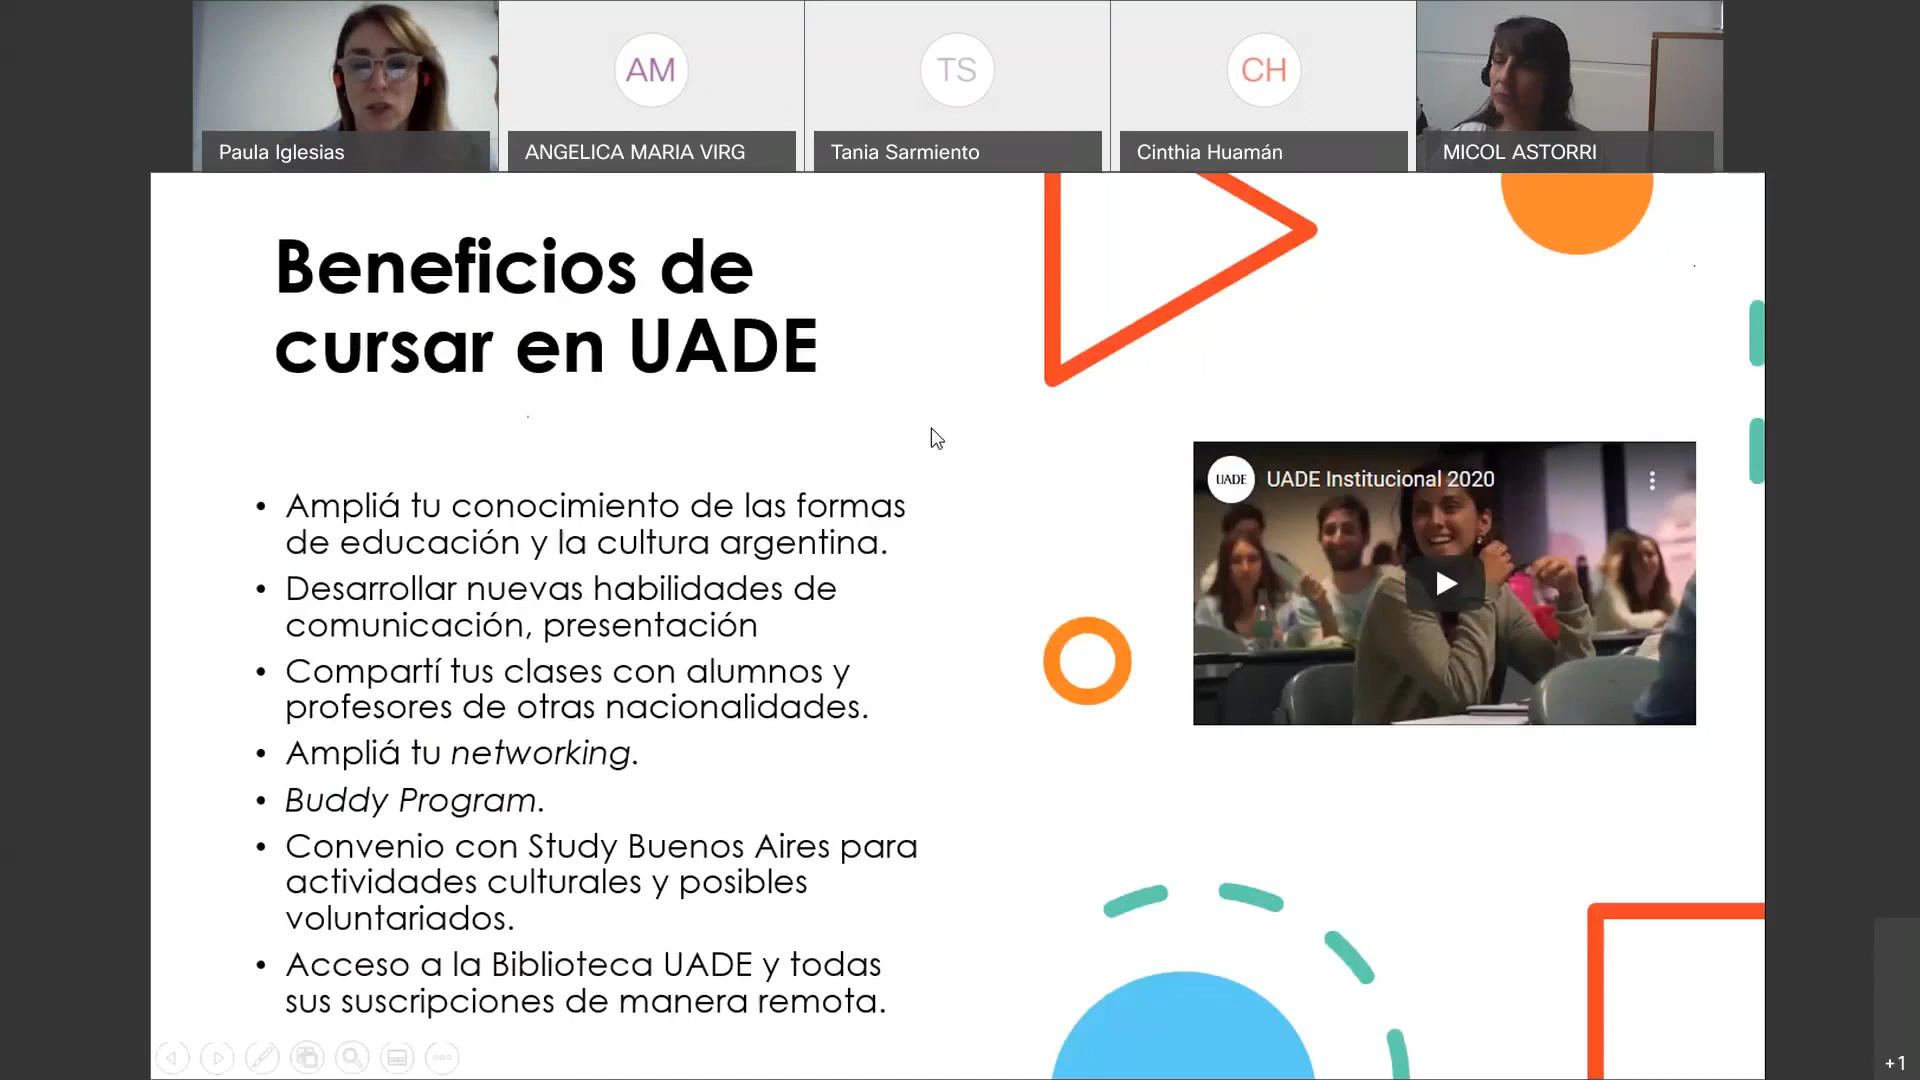 AM
TS
CH
Paula Iglesias
ANGELICA MARIA VIRG
Tania Sarmiento
Cinthia Huamán
MICOL ASTORRI
Beneficios de
cursar en UADE
• Ampliá tu conocimiento de las formas
de educación y la cultura argentina.
• Desarrollar nuevas habilidades de
comunicación, presentación
• Compartí tus clases con alumnos y
profesores de otras nacionalidades.
• Ampliá tu networking.
• Buddy Program.
• Convenio con Study Buenos Aires para
actividades culturales y posibles
voluntariados.
• Acceso a la Biblioteca UADE y todas
sus suscripciones de manera remota.
UADE
UADE Institucional 2020
+1